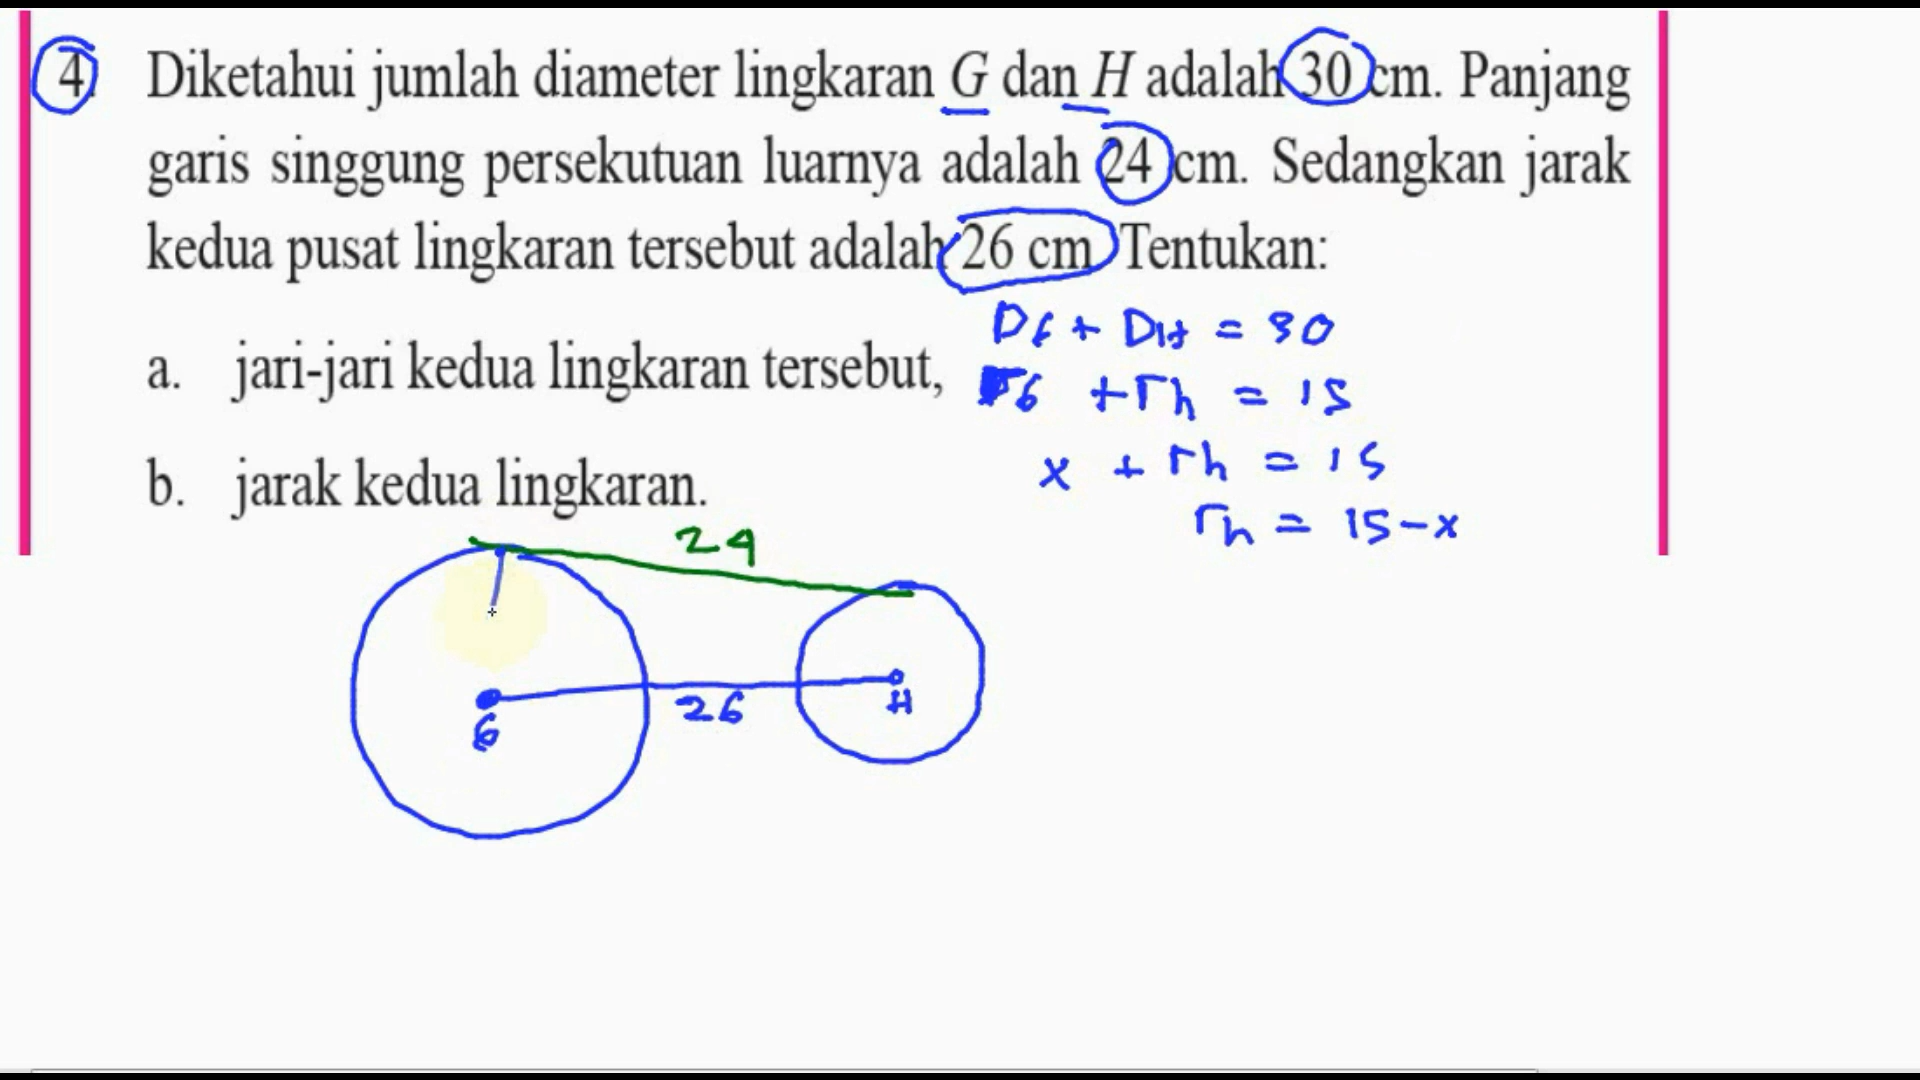 4. Diketahui jumlah diameter lingkaran G dan H adalah 30 cm. Panjang
garis singgung persekutuan luarnya adalah 24 cm. Sedangkan jarak
kedua pusat lingkaran tersebut adalah 26 cm. Tentukan:
DG + DH = 30
a. jari-jari kedua lingkaran tersebut,
rG + rh = 15
x + rh = 15
b. jarak kedua lingkaran.
rh = 15-x
24
26
H
G